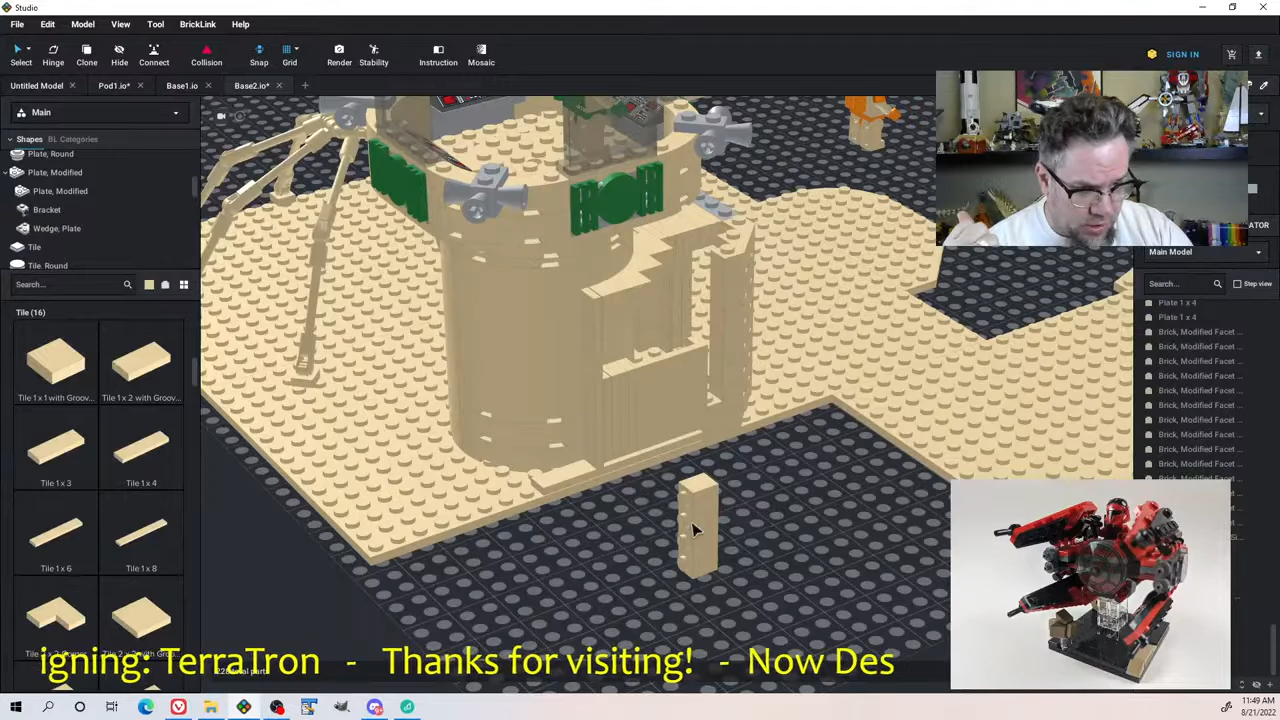 Studio
File Edit Model View Tool BrickLink Help
Select Hinge Clone Hide Connect Collision Snap Grid Render Stability Instruction Mosaic
SIGN IN
Untitled Model Pod1.io* Base1.io Base2.io*
Main
Shapes BL Categories
Plate, Round
Plate, Modified
Plate, Modified
Bracket
Wedge, Plate
Tile
Tile, Round
Search...
Tile (16)
Tile 1 x 1 with Groov...
Tile 1 x 2 with Groov...
Tile 1 x 3
Tile 1 x 4
Tile 1 x 6
Tile 1 x 8
Tile 2 x 2 with Groov...
Main Model
Search...
Step view
Plate 1 x 4
Plate 1 x 4
Brick, Modified Facet ...
Brick, Modified Facet ...
Brick, Modified Facet ...
Brick, Modified Facet ...
Brick, Modified Facet ...
Brick, Modified Facet ...
Brick, Modified Facet ...
Brick, Modified Facet ...
Brick, Modified Facet ...
Brick, Modified Facet ...
igning: TerraTron - Thanks for visiting! - Now Des
11:49 AM
8/21/2022